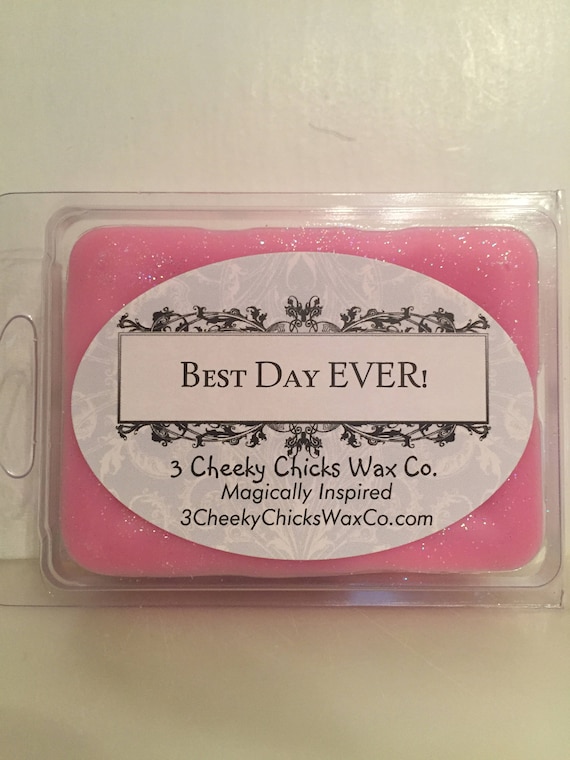 Best Day EVER!
3 Cheeky Chicks Wax Co.
Magically Inspired
3CheekyChicksWaxCo.com